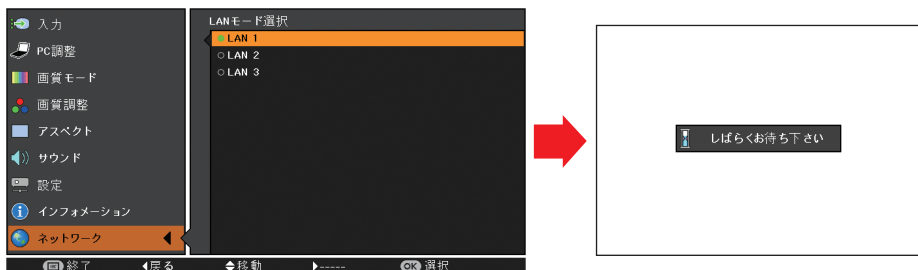 入力
PC調整
画質モード
画質調整
アスペクト
サウンド
設定
インフォメーション
ネットワーク
LANモード選択
LAN 1
LAN 2
LAN 3
終了 戻る 移動 ----- OK 選択
しばらくお待ち下さい